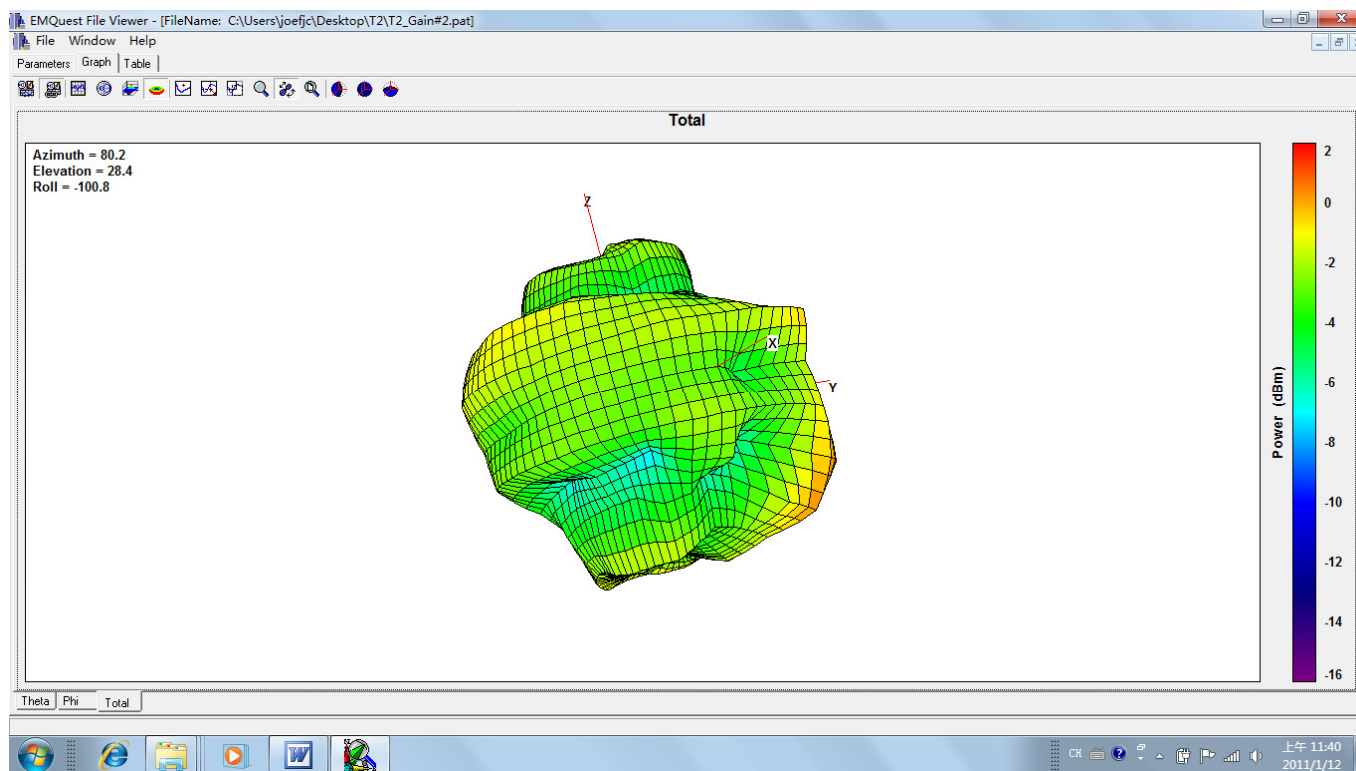 EMQuest File Viewer - [FileName: C:\Users\joefjc\Desktop\T2\T2_Gain#2.pat]
File Window Help
Parameters Graph Table
Total
Azimuth = 80.2
Elevation = 28.4
Roll = -100.8
Z
X
Y
2
0
-2
-4
-6
-8
-10
-12
-14
-16
Power (dBm)
Theta Phi Total
CH
上午 11:40
2011/1/12